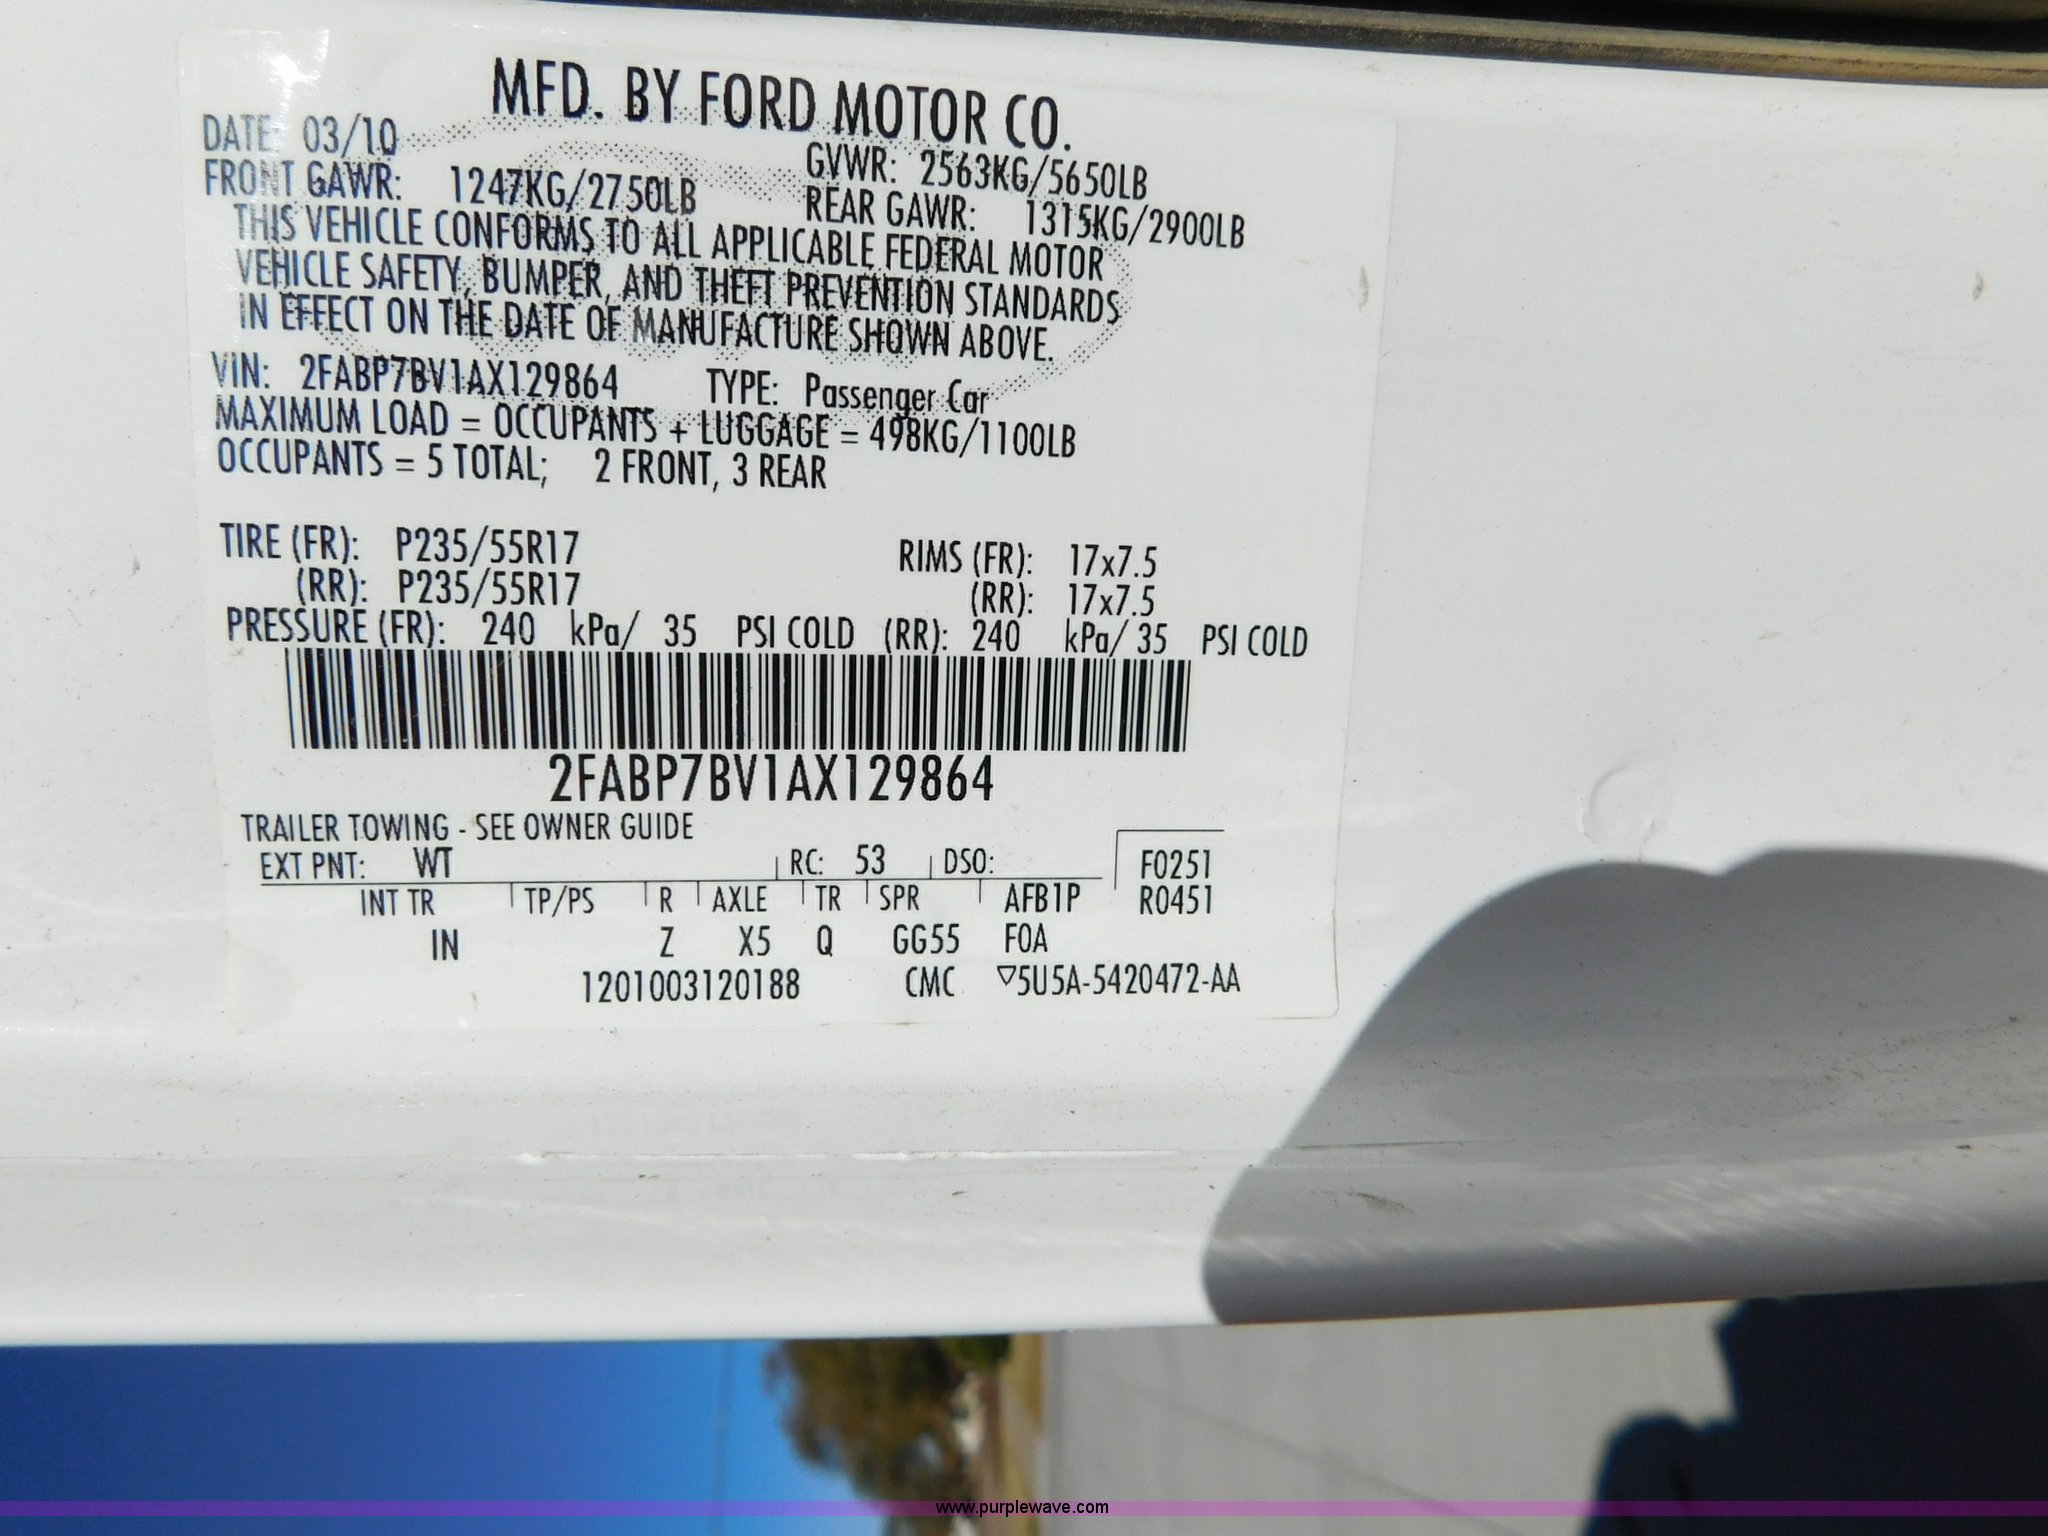 MFD. BY FORD MOTOR CO.
DATE: 03/10
GVWR: 2563KG/5650LB
FRONT GAWR: 1247KG/2750LB
REAR GAWR: 1315KG/2900LB
THIS VEHICLE CONFORMS TO ALL APPLICABLE FEDERAL MOTOR
VEHICLE SAFETY, BUMPER, AND THEFT PREVENTION STANDARDS
IN EFFECT ON THE DATE OF MANUFACTURE SHOWN ABOVE.
VIN: 2FABP7BV1AX129864 TYPE: Passenger Car
MAXIMUM LOAD = OCCUPANTS + LUGGAGE = 498KG/1100LB
OCCUPANTS = 5 TOTAL; 2 FRONT, 3 REAR
TIRE (FR): P235/55R17 RIMS (FR): 17x7.5
(RR): P235/55R17 (RR): 17x7.5
PRESSURE (FR): 240 kPa/ 35 PSI COLD (RR): 240 kPa/ 35 PSI COLD
2FABP7BV1AX129864
TRAILER TOWING - SEE OWNER GUIDE
EXT PNT: WT RC: 53 DSO: F0251
INT TR TP/PS R AXLE TR SPR AFB1P R0451
IN Z X5 Q GG55 F0A
1201003120188 CMC ▽5U5A-5420472-AA
www.purplewave.com